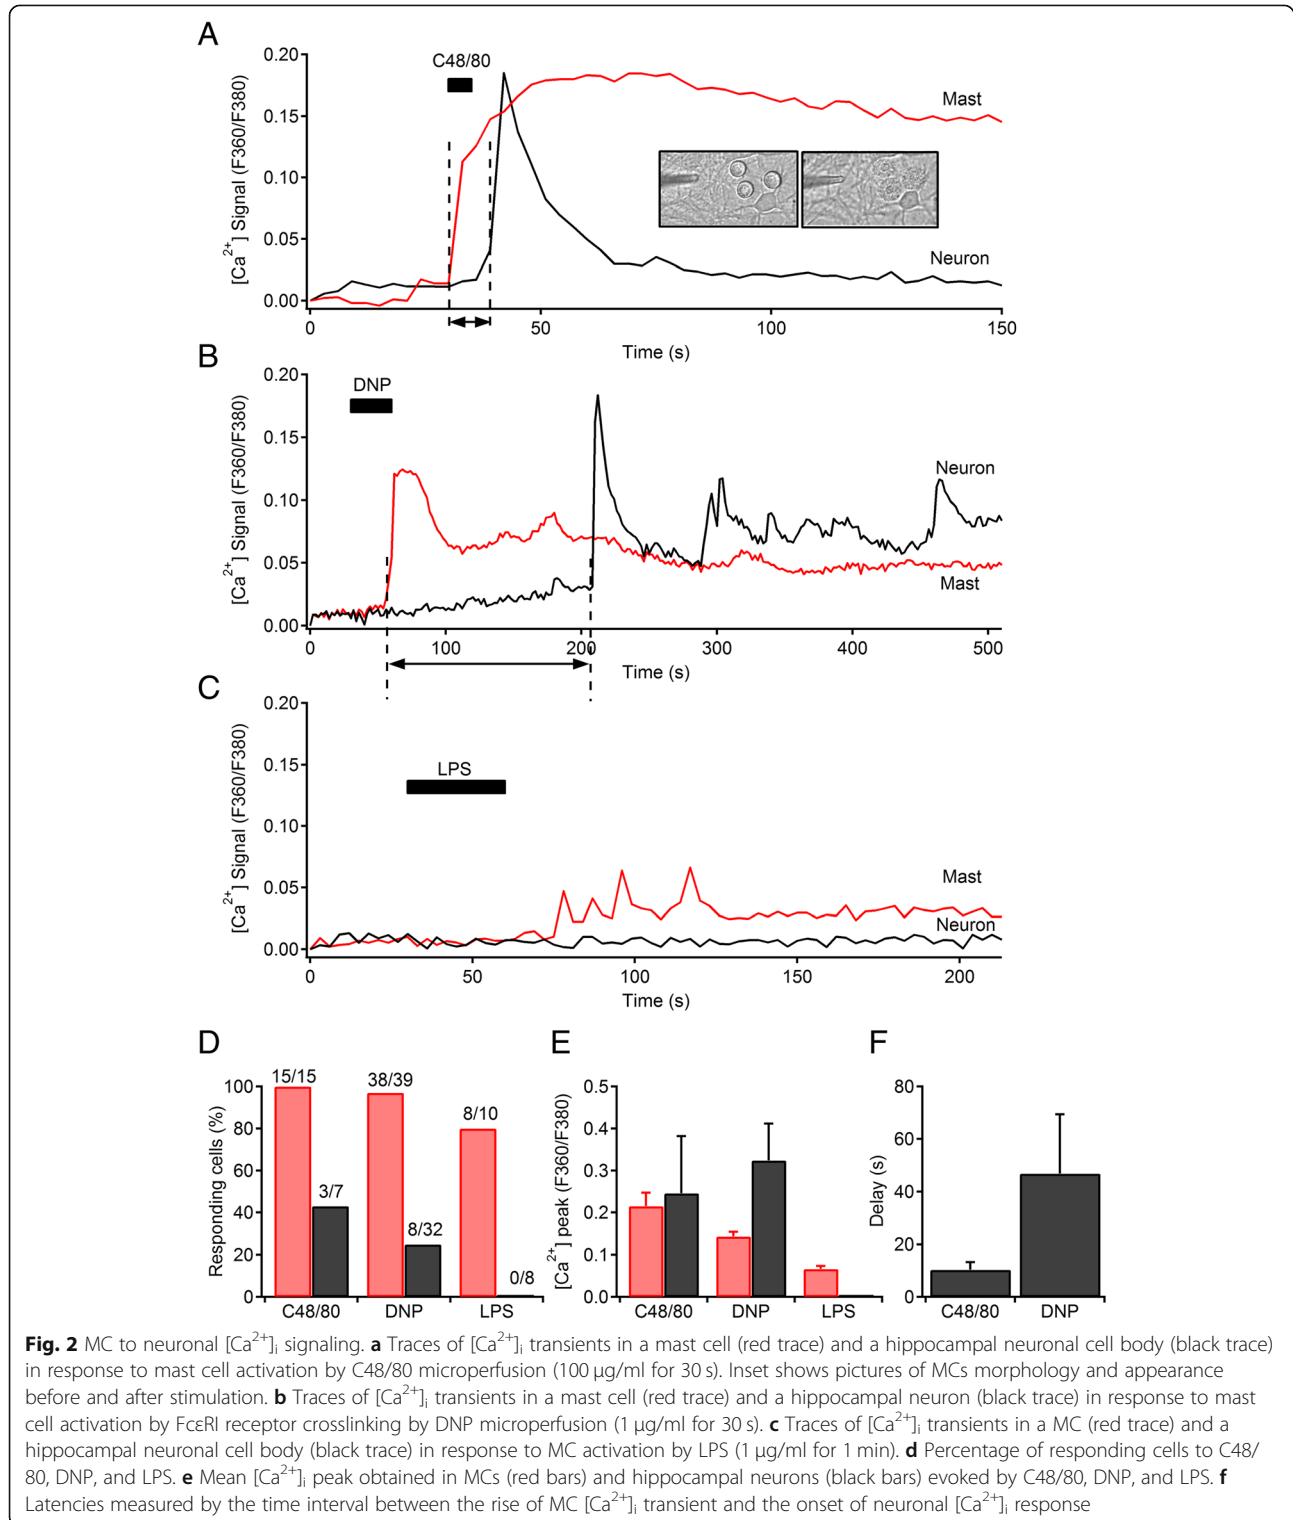 A
C48/80
0.20
0.15
0.10
0.05
0.00
[Ca2+] Signal (F360/F380)
Mast
Neuron
0 50 100 150
Time (s)
B
DNP
0.20
0.15
0.10
0.05
0.00
[Ca2+] Signal (F360/F380)
Neuron
Mast
0 100 200 300 400 500
Time (s)
C
LPS
0.20
0.15
0.10
0.05
0.00
[Ca2+] Signal (F360/F380)
Mast
Neuron
0 50 100 150 200
Time (s)
D
15/15 38/39 8/10
3/7 8/32 0/8
100
80
60
40
20
0
Responding cells (%)
C48/80 DNP LPS
E
0.5
0.4
0.3
0.2
0.1
0.0
[Ca2+] peak (F360/F380)
C48/80 DNP LPS
F
80
60
40
20
0
Delay (s)
C48/80 DNP
Fig. 2 MC to neuronal [Ca2+]i signaling. a Traces of [Ca2+]i transients in a mast cell (red trace) and a hippocampal neuronal cell body (black trace)
in response to mast cell activation by C48/80 microperfusion (100 μg/ml for 30 s). Inset shows pictures of MCs morphology and appearance
before and after stimulation. b Traces of [Ca2+]i transients in a mast cell (red trace) and a hippocampal neuron (black trace) in response to mast
cell activation by FcεRI receptor crosslinking by DNP microperfusion (1 μg/ml for 30 s). c Traces of [Ca2+]i transients in a MC (red trace) and a
hippocampal neuronal cell body (black trace) in response to MC activation by LPS (1 μg/ml for 1 min). d Percentage of responding cells to C48/
80, DNP, and LPS. e Mean [Ca2+]i peak obtained in MCs (red bars) and hippocampal neurons (black bars) evoked by C48/80, DNP, and LPS. f
Latencies measured by the time interval between the rise of MC [Ca2+]i transient and the onset of neuronal [Ca2+]i response